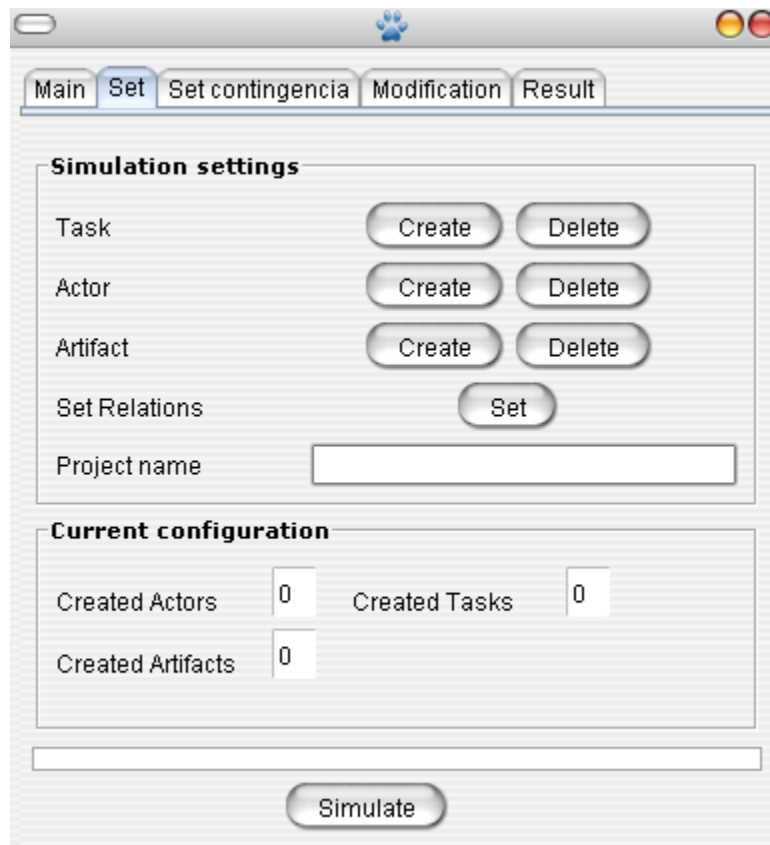 Main Set Set contingencia Modification Result
Simulation settings
Task Create Delete
Actor Create Delete
Artifact Create Delete
Set Relations Set
Project name
Current configuration
Created Actors 0 Created Tasks 0
Created Artifacts 0
Simulate